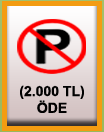 P
(2.000 TL)
ÖDE